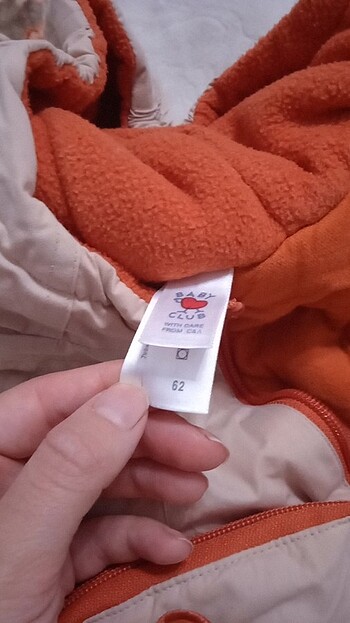 BABY
CLUB
WITH CARE
FROM C&A
62